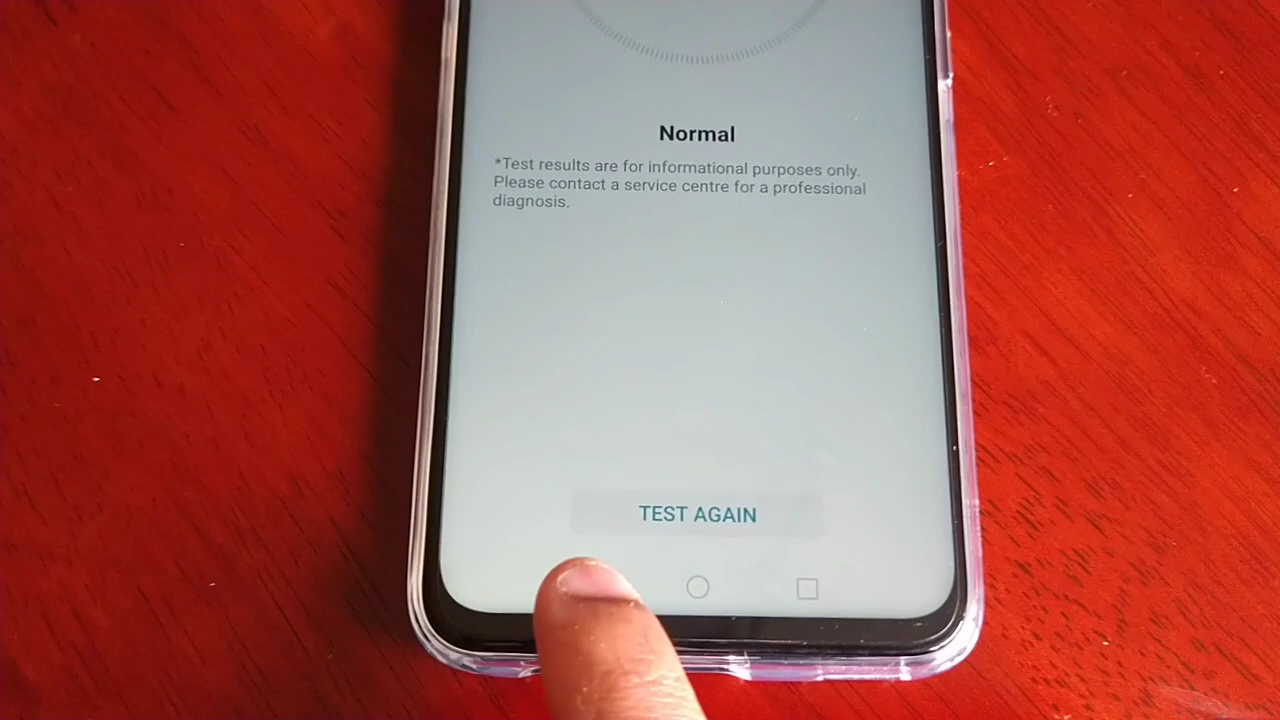 Normal
*Test results are for informational purposes only.
Please contact a service centre for a professional
diagnosis.
TEST AGAIN